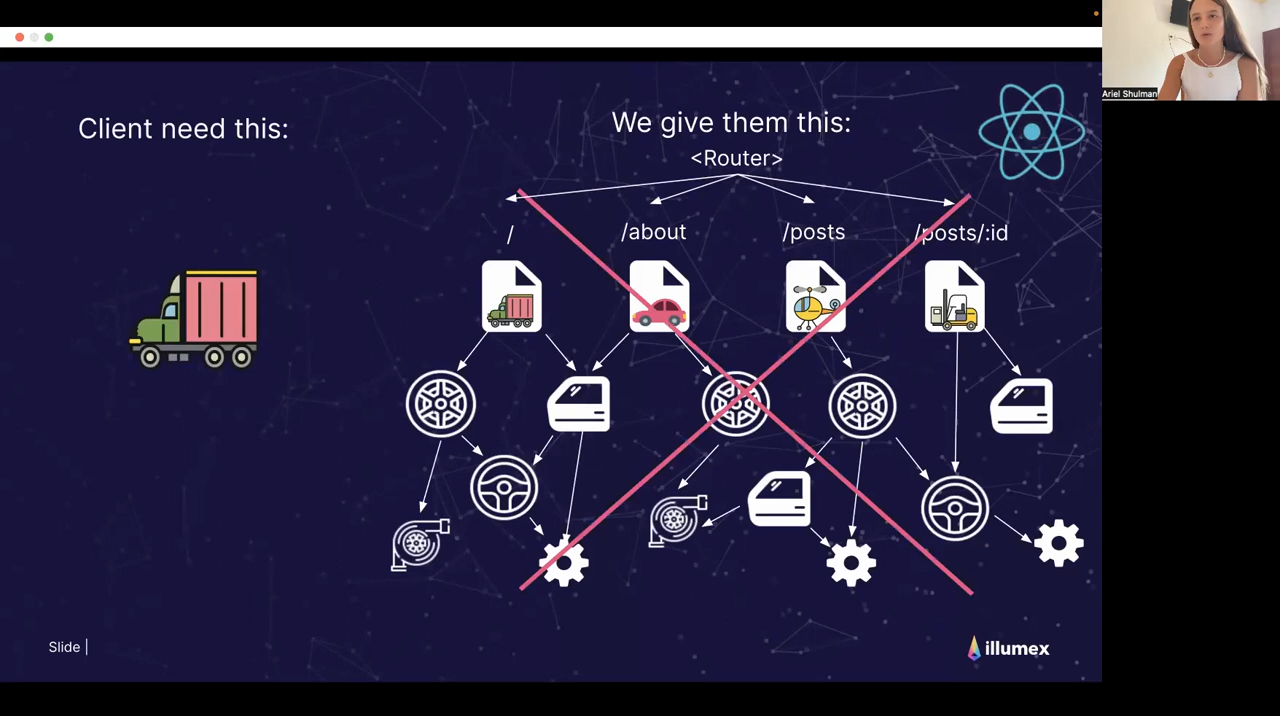 Ariel Shulman
Client need this:
We give them this:
<Router>
/
/about
/posts
/posts/:id
Slide |
illumex